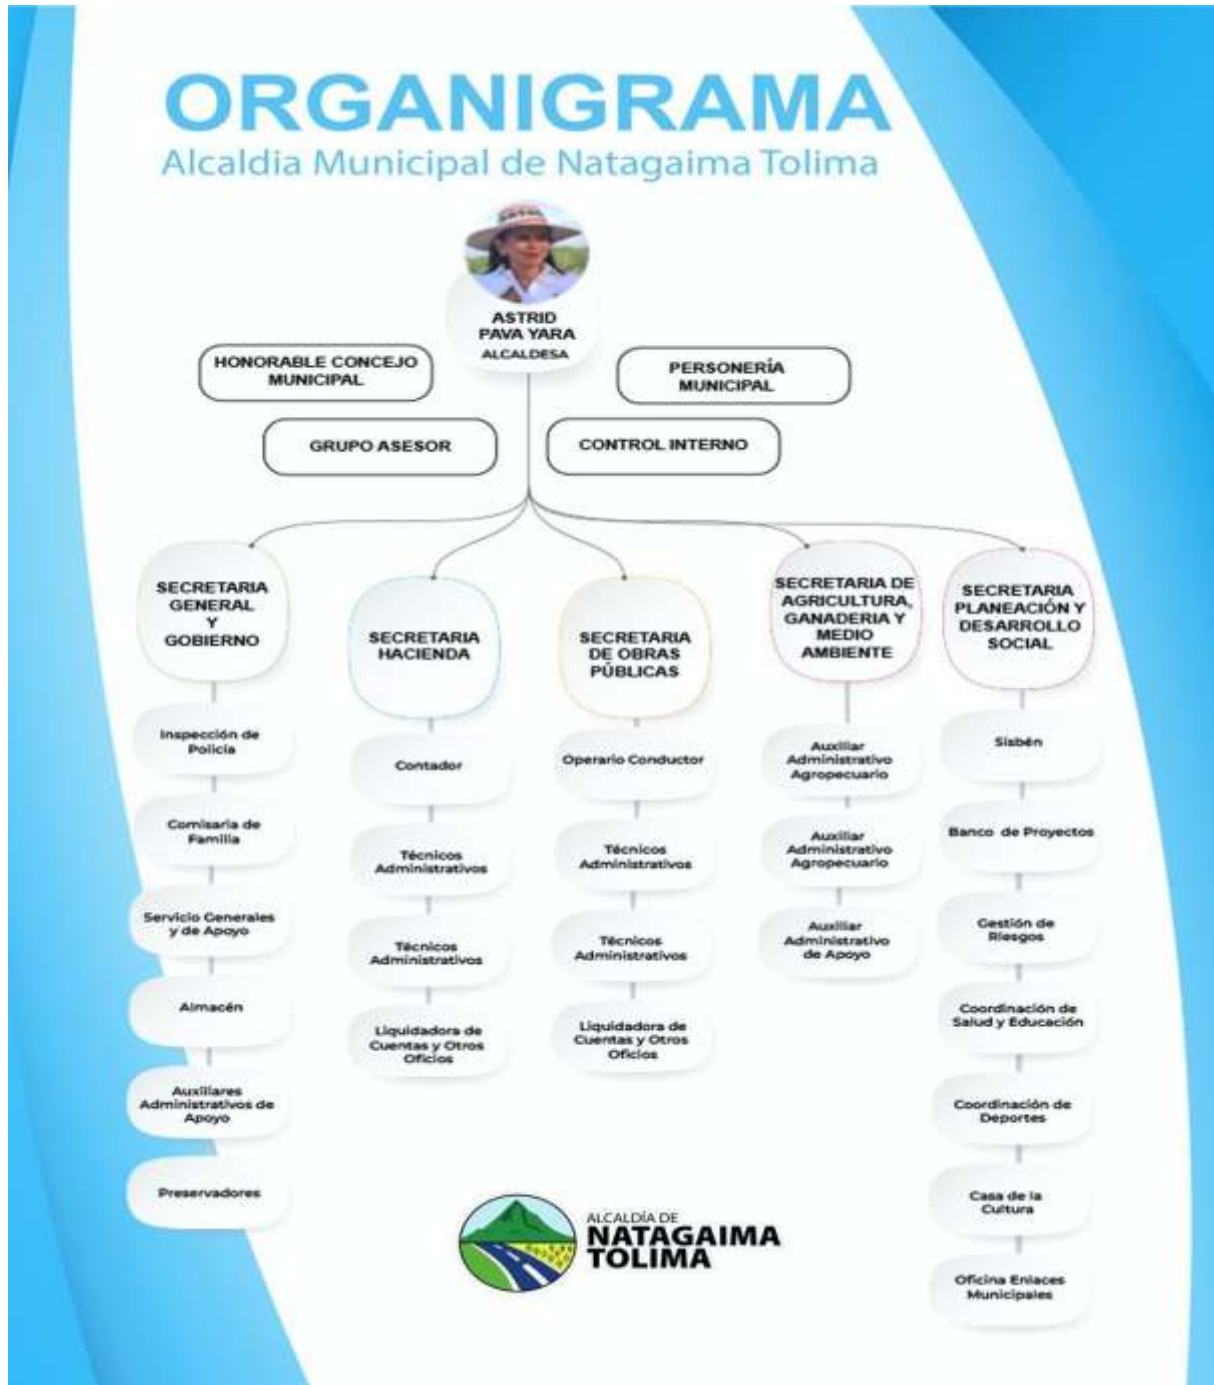 ORGANIGRAMA
Alcaldia Municipal de Natagaima Tolima
ASTRID
PAVA YARA
ALCALDESA
HONORABLE CONCEJO
MUNICIPAL
PERSONERÍA
MUNICIPAL
GRUPO ASESOR
CONTROL INTERNO
SECRETARIA
GENERAL
Y
GOBIERNO
Inspección de
Policía
Comisaria de
Familia
Servicio Generales
y de Apoyo
Almacén
Auxiliares
Administrativos de
Apoyo
Preservadores
SECRETARIA
HACIENDA
Contador
Técnicos
Administrativos
Técnicos
Administrativos
Liquidadora de
Cuentas y Otros
Oficios
SECRETARIA
DE OBRAS
PÚBLICAS
Operario Conductor
Técnicos
Administrativos
Técnicos
Administrativos
Liquidadora de
Cuentas y Otros
Oficios
SECRETARIA DE
AGRICULTURA,
GANADERIA Y
MEDIO
AMBIENTE
Auxiliar
Administrativo
Agropecuario
Auxiliar
Administrativo
Agropecuario
Auxiliar
Administrativo
de Apoyo
SECRETARIA
PLANEACIÓN Y
DESARROLLO
SOCIAL
Sisbén
Banco de Proyectos
Gestión de
Riesgos
Coordinación de
Salud y Educación
Coordinación de
Deportes
Casa de la
Cultura
Oficina Enlaces
Municipales
ALCALDÍA DE
NATAGAIMA
TOLIMA